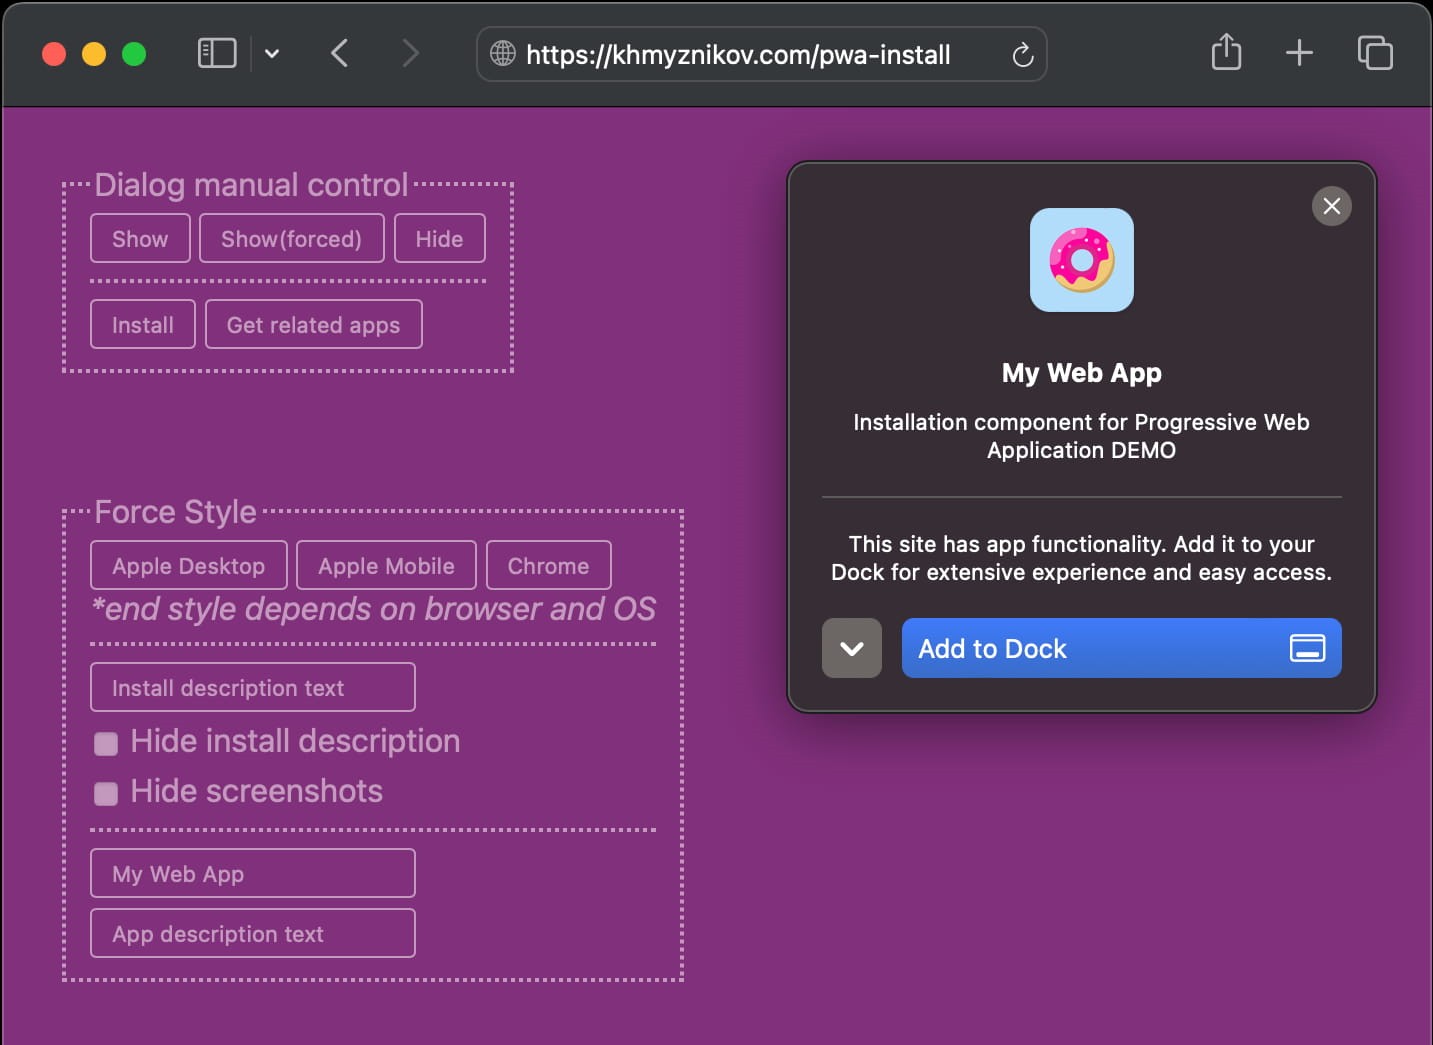 https://khmyznikov.com/pwa-install
Dialog manual control
Show Show(forced) Hide
Install Get related apps
Force Style
Apple Desktop Apple Mobile Chrome
*end style depends on browser and OS
Install description text
Hide install description
Hide screenshots
My Web App
App description text
My Web App
Installation component for Progressive Web
Application DEMO
This site has app functionality. Add it to your
Dock for extensive experience and easy access.
Add to Dock